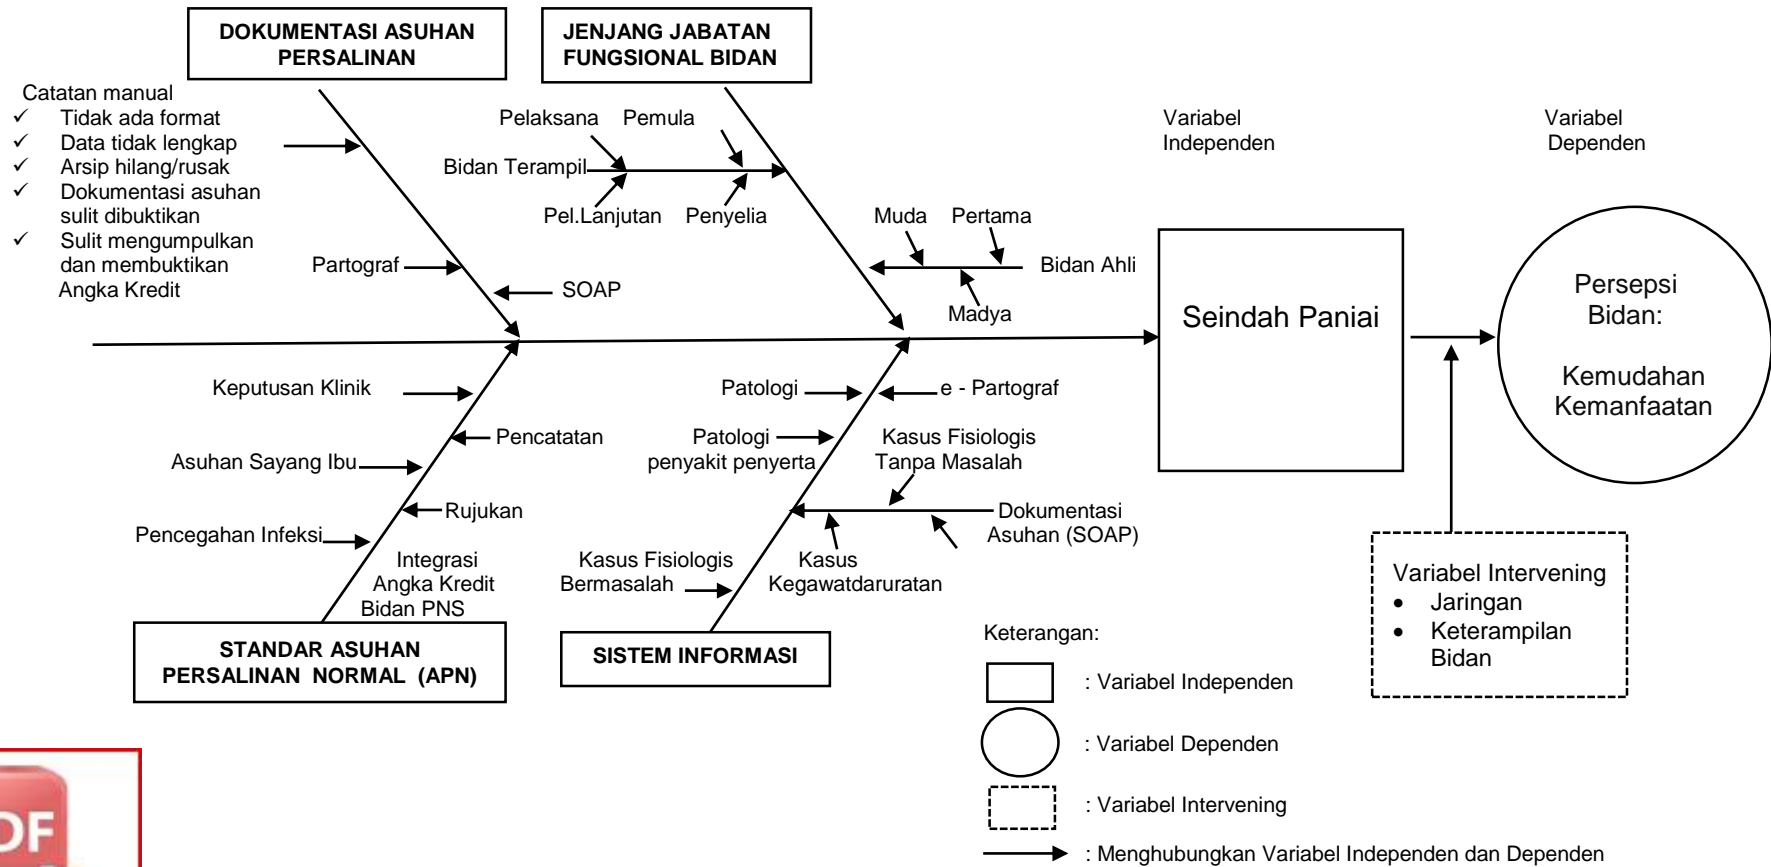 DOKUMENTASI ASUHAN
PERSALINAN
JENJANG JABATAN
FUNGSIONAL BIDAN
Catatan manual
✓ Tidak ada format
✓ Data tidak lengkap
✓ Arsip hilang/rusak
✓ Dokumentasi asuhan
sulit dibuktikan
✓ Sulit mengumpulkan
dan membuktikan
Angka Kredit
Partograf
SOAP
Pelaksana
Pemula
Bidan Terampil
Pel.Lanjutan
Penyelia
Muda
Pertama
Bidan Ahli
Madya
Variabel
Independen
Variabel
Dependen
Seindah Paniai
Persepsi
Bidan:
Kemudahan
Kemanfaatan
Keputusan Klinik
Pencatatan
Asuhan Sayang Ibu
Rujukan
Pencegahan Infeksi
Integrasi
Angka Kredit
Bidan PNS
STANDAR ASUHAN
PERSALINAN NORMAL (APN)
Patologi
e - Partograf
Patologi
penyakit penyerta
Kasus Fisiologis
Tanpa Masalah
Dokumentasi
Asuhan (SOAP)
Kasus Fisiologis
Bermasalah
Kasus
Kegawatdaruratan
SISTEM INFORMASI
Variabel Intervening
• Jaringan
• Keterampilan
Bidan
Keterangan:
: Variabel Independen
: Variabel Dependen
: Variabel Intervening
: Menghubungkan Variabel Independen dan Dependen